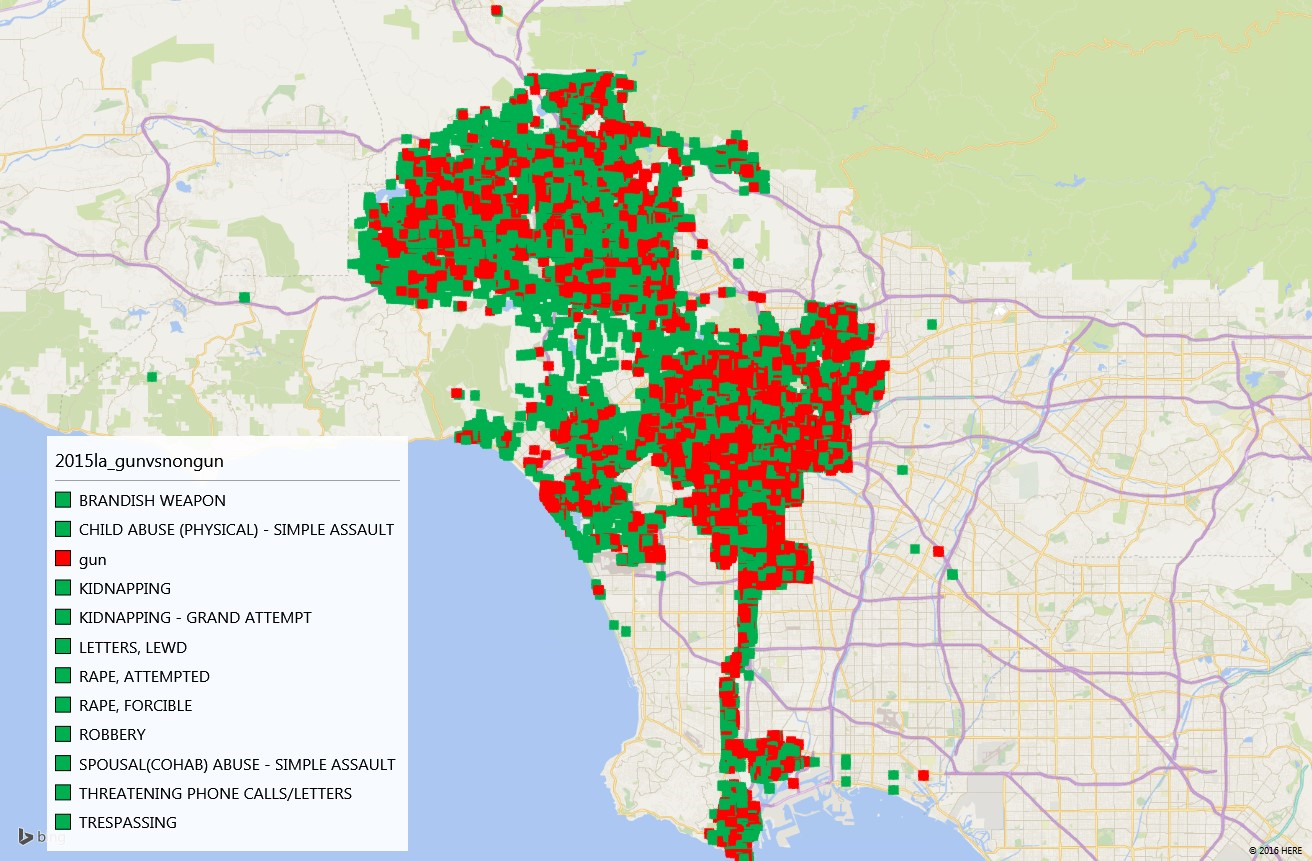 2015la_gunvsnongun
BRANDISH WEAPON
CHILD ABUSE (PHYSICAL) - SIMPLE ASSAULT
gun
KIDNAPPING
KIDNAPPING - GRAND ATTEMPT
LETTERS, LEWD
RAPE, ATTEMPTED
RAPE, FORCIBLE
ROBBERY
SPOUSAL(COHAB) ABUSE - SIMPLE ASSAULT
THREATENING PHONE CALLS/LETTERS
TRESPASSING
bing
© 2016 HERE